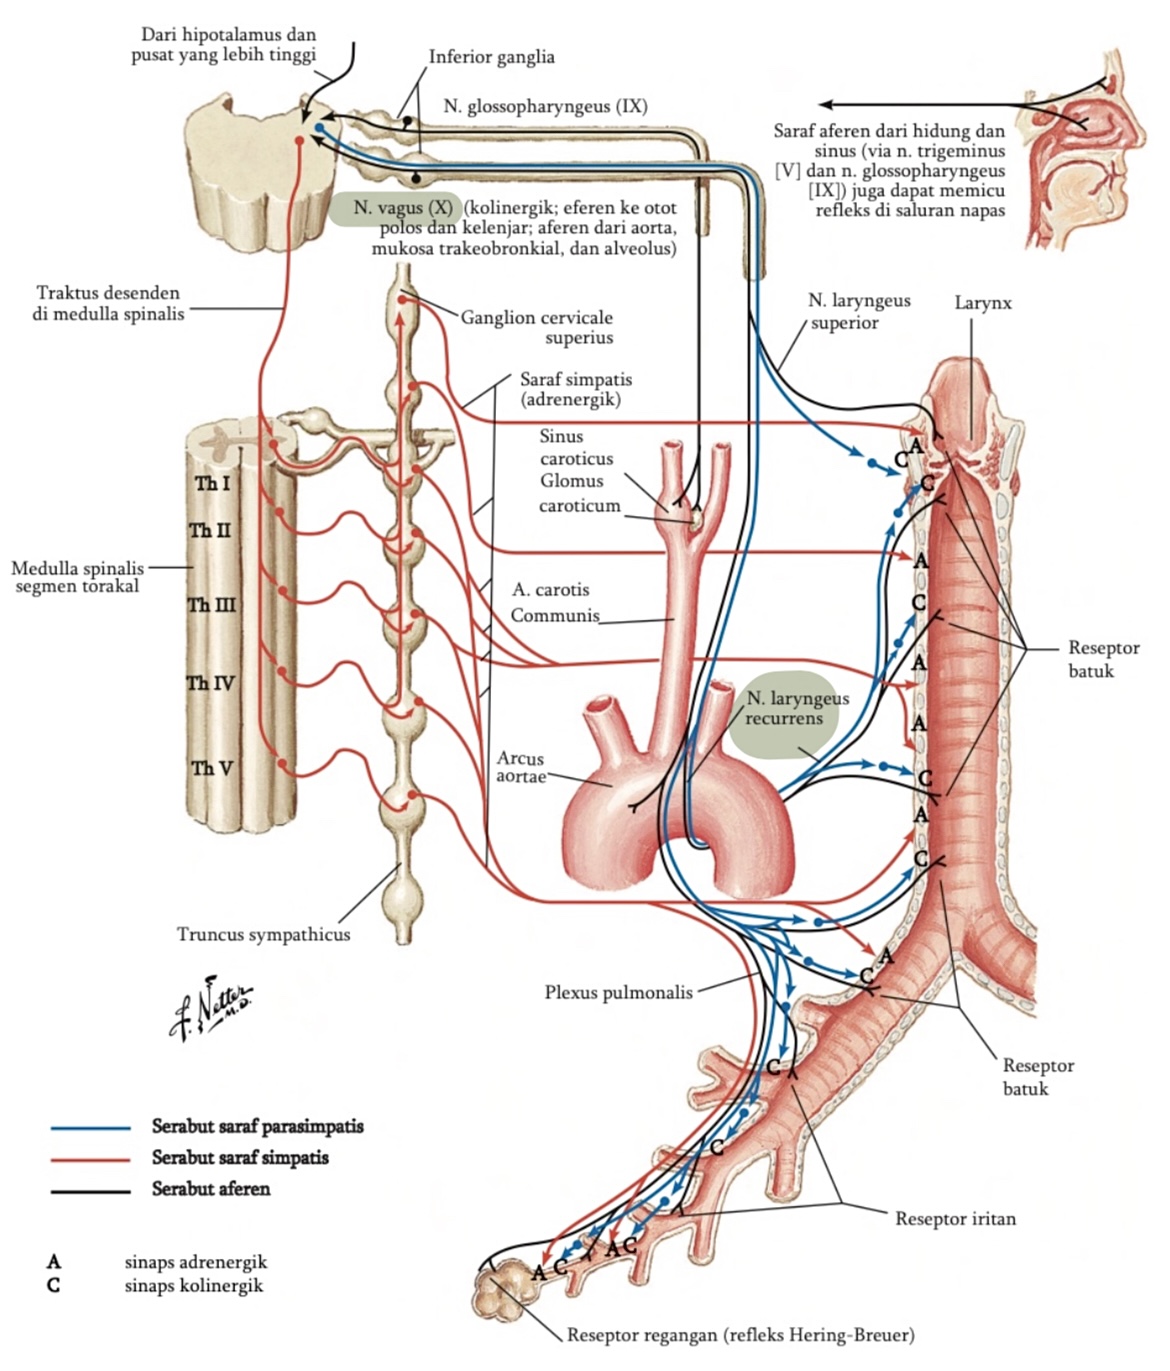 Dari hipotalamus dan
pusat yang lebih tinggi
Inferior ganglia
N. glossopharyngeus (IX)
Saraf aferen dari hidung dan
sinus (via n. trigeminus
[V] dan n. glossopharyngeus
[IX]) juga dapat memicu
refleks di saluran napas
N. vagus (X) (kolinergik; eferen ke otot
polos dan kelenjar; aferen dari aorta,
mukosa trakeobronkial, dan alveolus)
Traktus desenden
di medulla spinalis
Ganglion cervicale
superius
N. laryngeus
superior
Larynx
Saraf simpatis
(adrenergik)
Sinus
caroticus
Glomus
caroticum
A
C
C
Th I
Th II
Medulla spinalis
segmen torakal
Th III
Th IV
Th V
A. carotis
Communis
A
C
A
A
C
A
C
Reseptor
batuk
N. laryngeus
recurrens
Arcus
aortae
Truncus sympathicus
Plexus pulmonalis
A
C
C
C
A C
A C
Reseptor
batuk
F. Netter
M.D.
Serabut saraf parasimpatis
Serabut saraf simpatis
Serabut aferen
A sinaps adrenergik
C sinaps kolinergik
Reseptor iritan
Reseptor regangan (refleks Hering-Breuer)